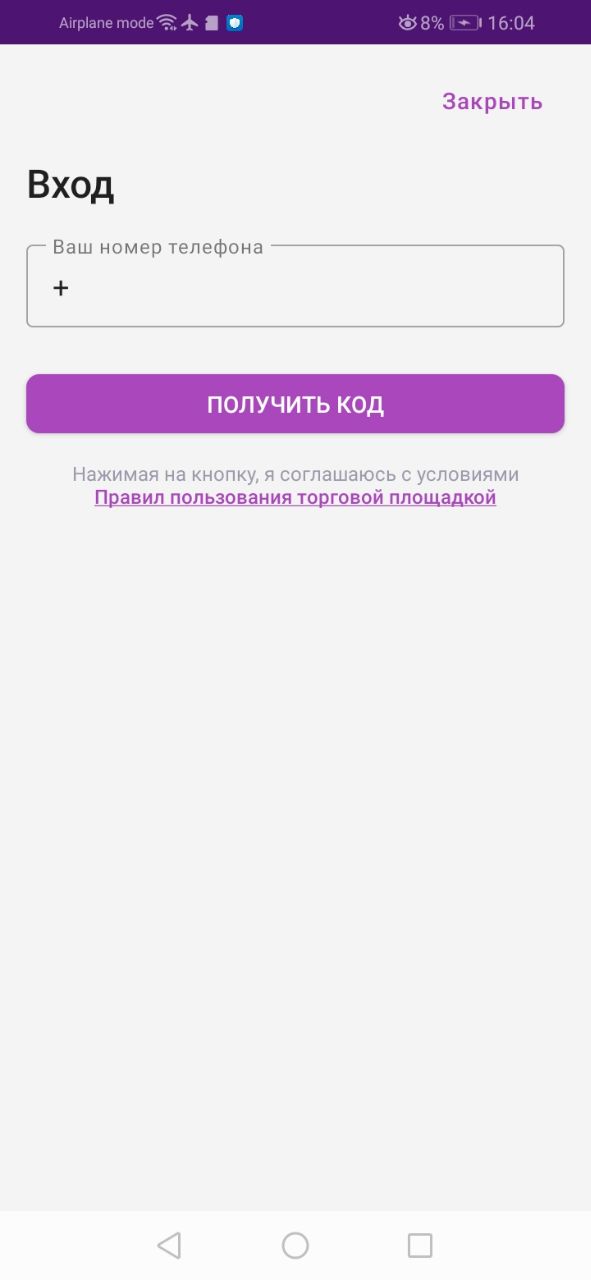 Airplane mode 8% 16:04
Закрыть
Вход
Ваш номер телефона
+
ПОЛУЧИТЬ КОД
Нажимая на кнопку, я соглашаюсь с условиями
Правил пользования торговой площадкой